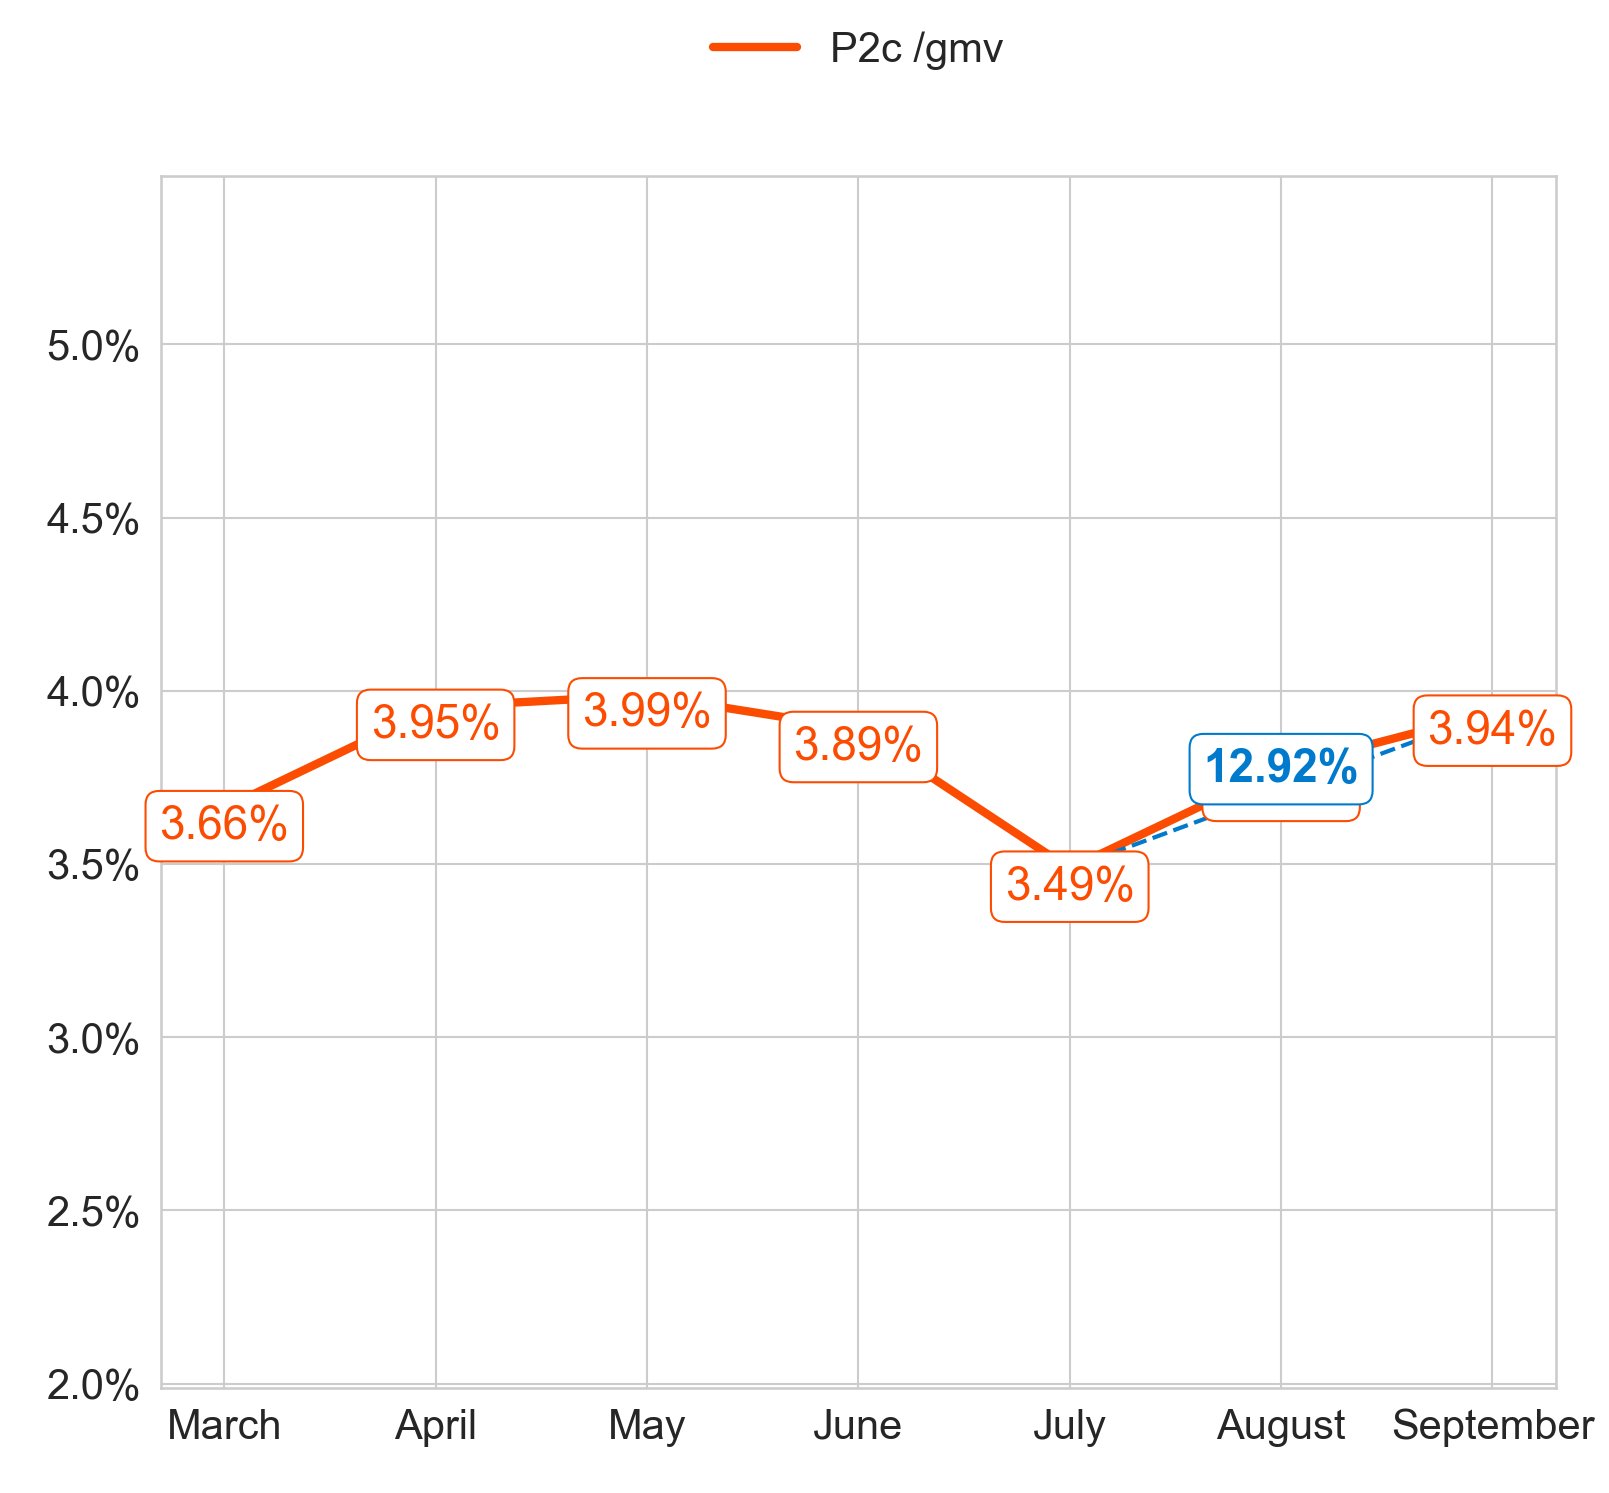 P2c /gmv
5.0%
4.5%
4.0%
3.5%
3.0%
2.5%
2.0%
3.66%
3.95%
3.99%
3.89%
3.49%
12.92%
3.94%
March
April
May
June
July
August
September